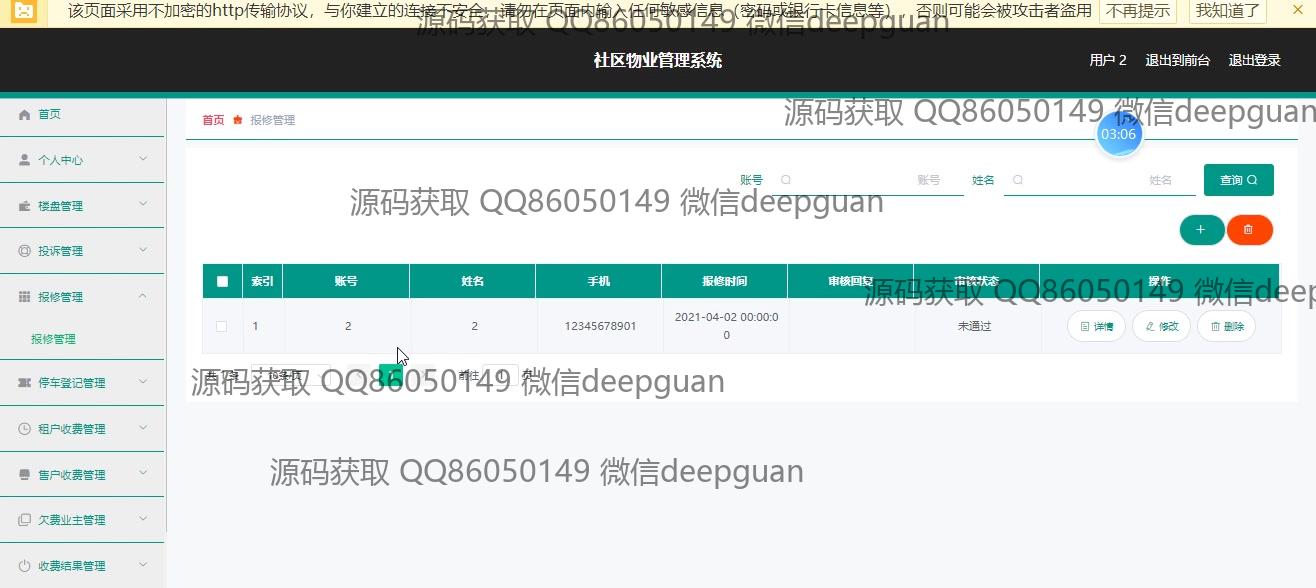 该页面采用不加密的http传输协议，与你建立的连接不安全：请勿在页面内输入任何敏感信息（密码或银行卡信息等），否则可能会被攻击者盗用 不再提示 我知道了
源码获取 QQ86050149 微信deepguan
社区物业管理系统 用户 2 退出到前台 退出登录
首页
个人中心
楼盘管理
投诉管理
报修管理
报修管理
停车登记管理
租户收费管理
售户收费管理
欠费业主管理
收费结果管理
首页 报修管理
源码获取 QQ86050149 微信deepguan
03:06
账号 账号 姓名 姓名 查询
源码获取 QQ86050149 微信deepguan
索引 账号 姓名 手机 报修时间 审核回复 审核状态 操作
源码获取 QQ86050149 微信deep
1 2 2 12345678901 2021-04-02 00:00:0
0 未通过 详情 修改 删除
前往 1
源码获取 QQ86050149 微信deepguan
源码获取 QQ86050149 微信deepguan